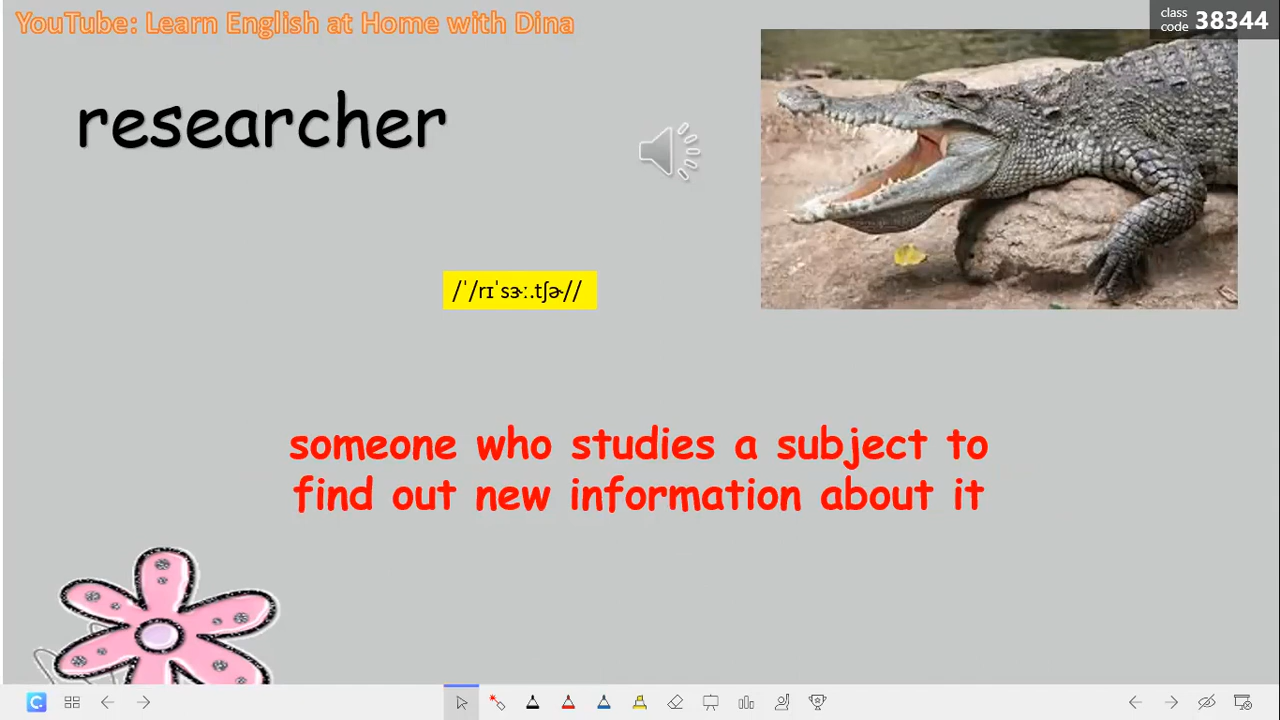 YouTube: Learn English at Home with Dina
class
code 38344
researcher
/ˈ/rɪˈsɝː.tʃɚ//
someone who studies a subject to
find out new information about it